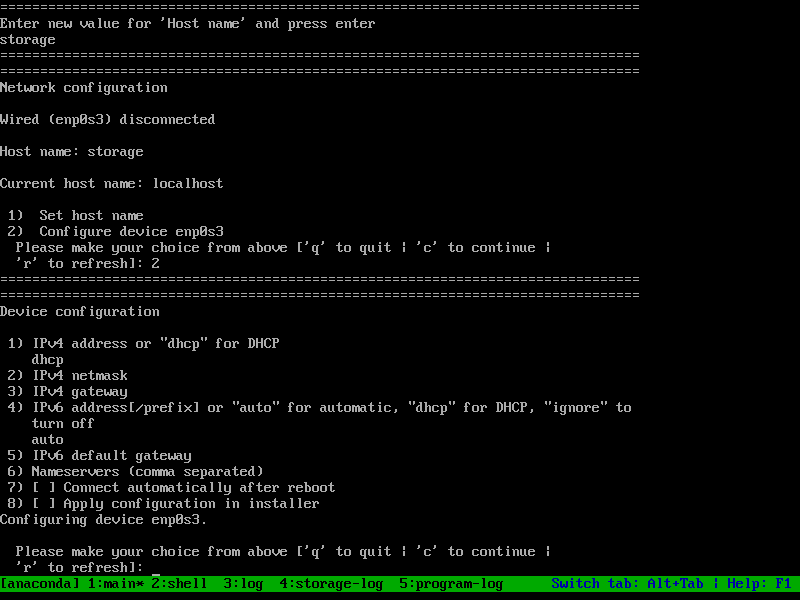 ================================================================================
Enter new value for 'Host name' and press enter
storage
================================================================================
================================================================================
Network configuration

Wired (enp0s3) disconnected

Host name: storage

Current host name: localhost

 1)  Set host name
 2)  Configure device enp0s3
  Please make your choice from above ['q' to quit | 'c' to continue |
  'r' to refresh]: 2
================================================================================
================================================================================
Device configuration

 1) IPv4 address or "dhcp" for DHCP
    dhcp
 2) IPv4 netmask
 3) IPv4 gateway
 4) IPv6 address[/prefix] or "auto" for automatic, "dhcp" for DHCP, "ignore" to
    turn off
    auto
 5) IPv6 default gateway
 6) Nameservers (comma separated)
 7) [ ] Connect automatically after reboot
 8) [ ] Apply configuration in installer
Configuring device enp0s3.

  Please make your choice from above ['q' to quit | 'c' to continue |
  'r' to refresh]: _
[anaconda] 1:main* 2:shell  3:log  4:storage-log  5:program-log      Switch tab: Alt+Tab | Help: F1